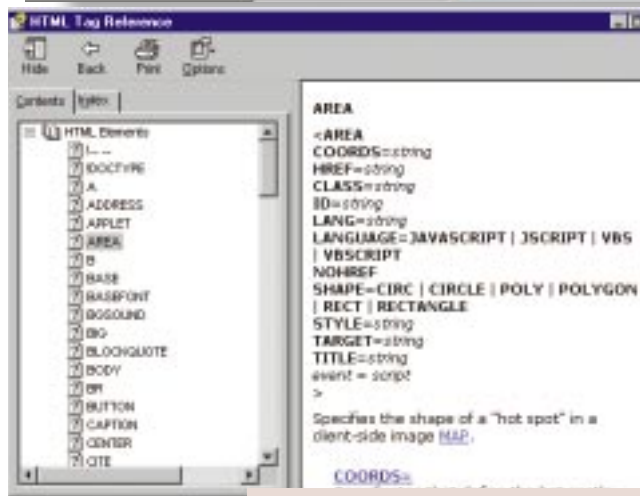 HTML Tag Reference
Hide Back Print Options
Contents Index
HTML Elements
!-- --
!DOCTYPE
A
ADDRESS
APPLET
AREA
B
BASE
BASEFONT
BGSOUND
BIG
BLOCKQUOTE
BODY
BR
BUTTON
CAPTION
CENTER
CITE
AREA
<AREA
COORDS=string
HREF=string
CLASS=string
ID=string
LANG=string
LANGUAGE=JAVASCRIPT | JSCRIPT | VBS
| VBSCRIPT
NOHREF
SHAPE=CIRC | CIRCLE | POLY | POLYGON
| RECT | RECTANGLE
STYLE=string
TARGET=string
TITLE=string
event = script
>
Specifies the shape of a "hot spot" in a
client-side image MAP.
COORDS=